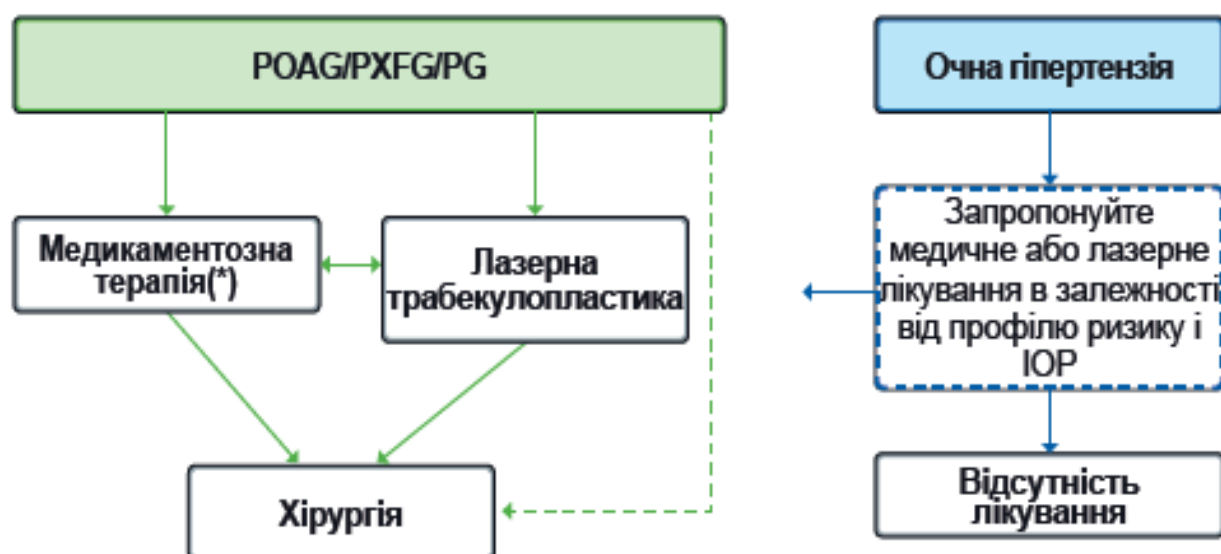 POAG/PXFG/PG
Медикаментозна
терапія(*)
Лазерна
трабекулопластика
Хірургія
Очна гіпертензія
Запропонуйте
медичне або лазерне
лікування в залежності
від профілю ризику і
ІОР
Відсутність
лікування